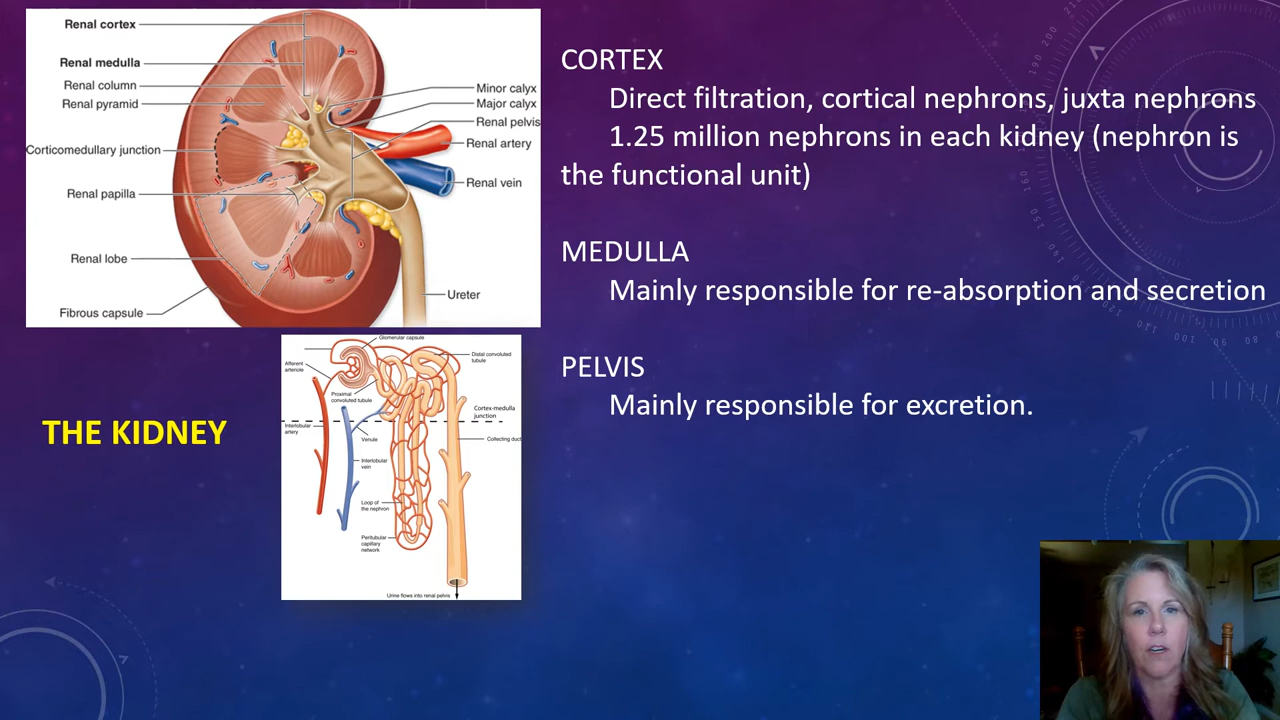 Renal cortex
Renal medulla
Renal column
Renal pyramid
Corticomedullary junction
Renal papilla
Renal lobe
Fibrous capsule
Minor calyx
Major calyx
Renal pelvis
Renal artery
Renal vein
Ureter
THE KIDNEY
Glomerular capsule
Afferent
arteriole
Distal convoluted
tubule
Proximal
convoluted tubule
Cortex-medulla
junction
Interlobular
artery
Venule
Collecting duct
Interlobular
vein
Loop of
the nephron
Peritubular
capillary
network
Urine flows into renal pelvis
CORTEX
Direct filtration, cortical nephrons, juxta nephrons
1.25 million nephrons in each kidney (nephron is
the functional unit)
MEDULLA
Mainly responsible for re-absorption and secretion
PELVIS
Mainly responsible for excretion.